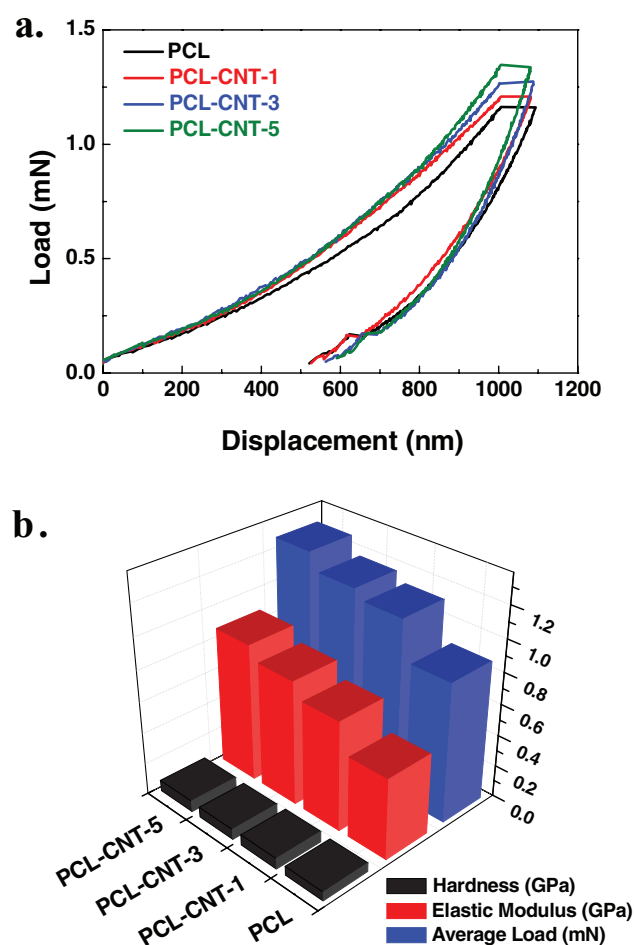 a.
1.5
1.0
0.5
0.0
Load (mN)
PCL
PCL-CNT-1
PCL-CNT-3
PCL-CNT-5
0 200 400 600 800 1000 1200
Displacement (nm)
b.
1.2
1.0
0.8
0.6
0.4
0.2
0.0
PCL-CNT-5
PCL-CNT-3
PCL-CNT-1
PCL
Hardness (GPa)
Elastic Modulus (GPa)
Average Load (mN)